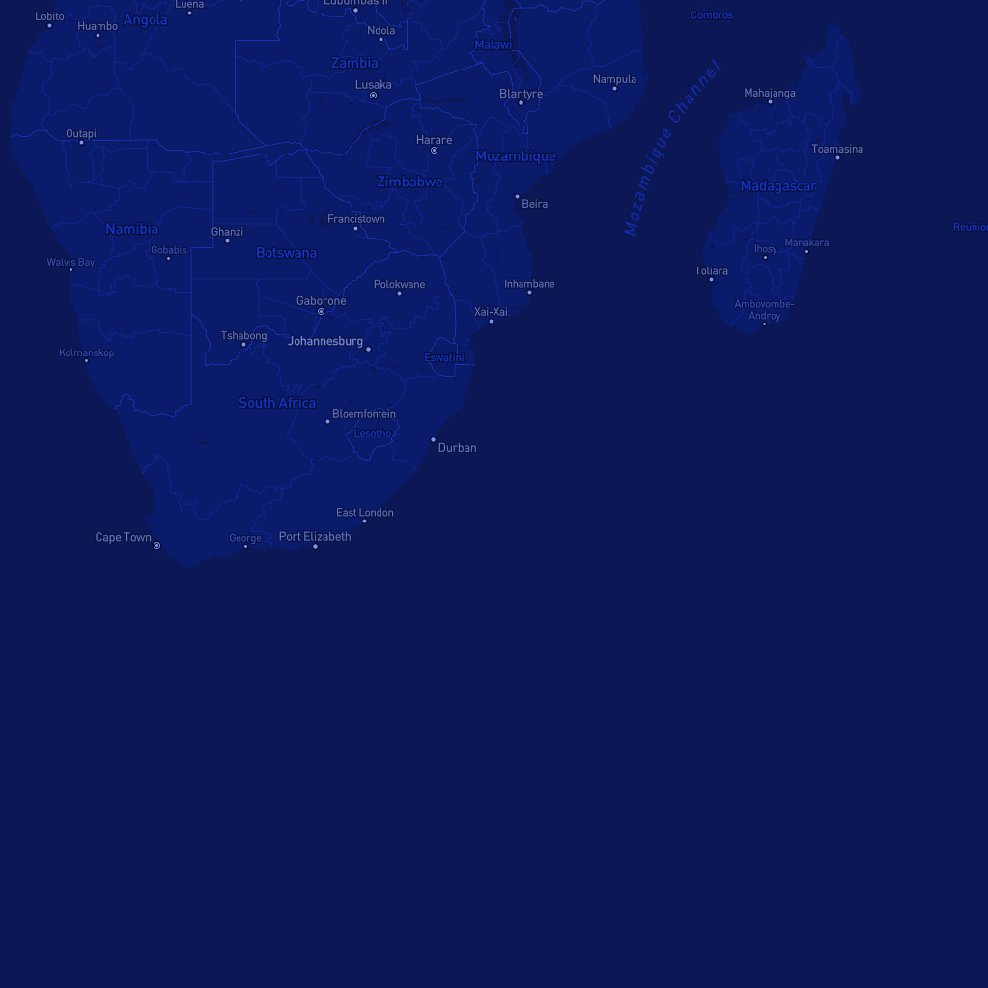 Luena
Lobito
Angola
Huambo
Ndola
Comoros
Malawi
Zambia
Lusaka
Nampula
Blantyre
Mahajanga
Mozambique Channel
Outapi
Harare
Toamasina
Mozambique
Zimbabwe
Madagascar
Beira
Francistown
Namibia
Ghanzi
Reunion
Gobabis
Botswana
Ihosy
Manakara
Walvis Bay
Toliara
Polokwane
Inhambane
Gaborone
Ambovombe-
Androy
Xai-Xai
Tshabong
Johannesburg
Kolmanskop
Eswatini
South Africa
Bloemfontein
Lesotho
Durban
East London
Cape Town
George
Port Elizabeth